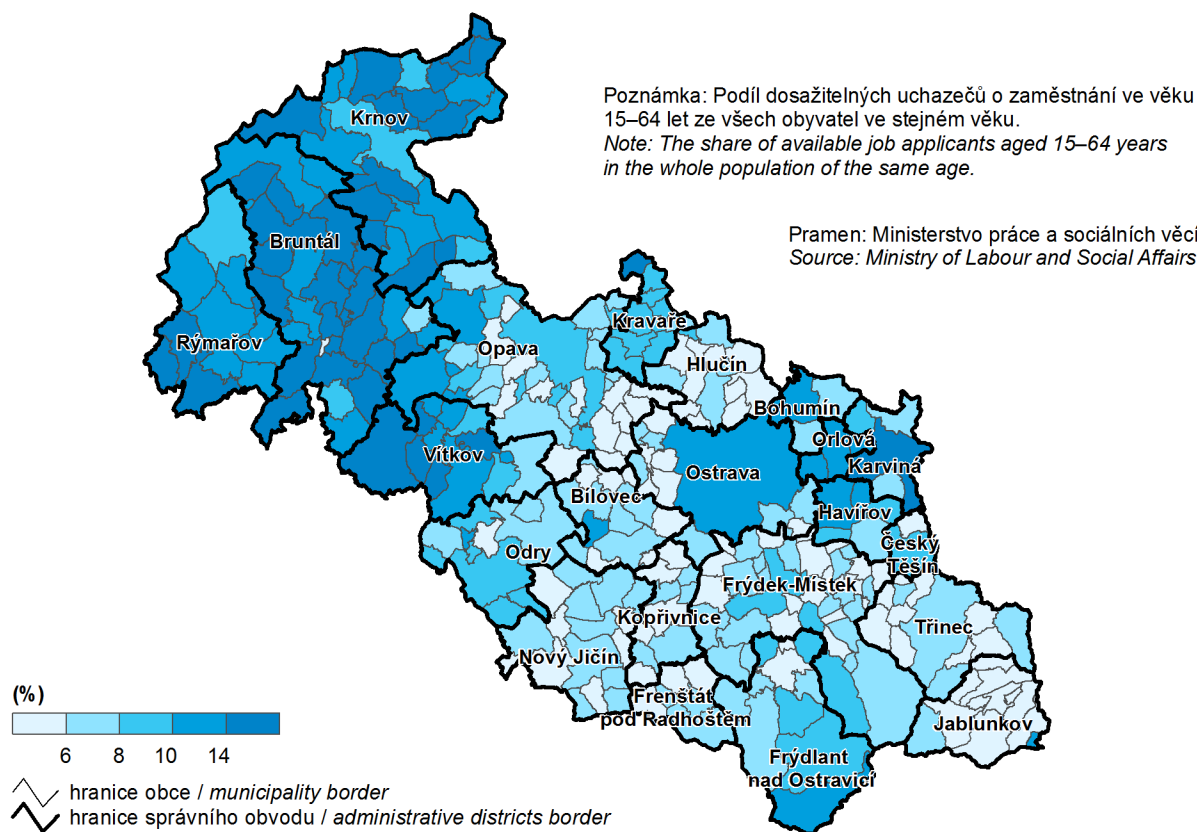 Poznámka: Podíl dosažitelných uchazečů o zaměstnání ve věku
15–64 let ze všech obyvatel ve stejném věku.
Note: The share of available job applicants aged 15–64 years
in the whole population of the same age.
Pramen: Ministerstvo práce a sociálních věcí
Source: Ministry of Labour and Social Affairs
Krnov
Bruntál
Rýmařov
Opava
Kravaře
Hlučín
Bohumín
Orlová
Karviná
Ostrava
Vítkov
Bílovec
Havířov
Český
Těšín
Odry
Frýdek-Místek
Kopřivnice
Třinec
Nový Jičín
Frenštát
pod Radhoštěm
Jablunkov
Frýdlant
nad Ostravicí
(%)
6 8 10 14
hranice obce / municipality border
hranice správního obvodu / administrative districts border